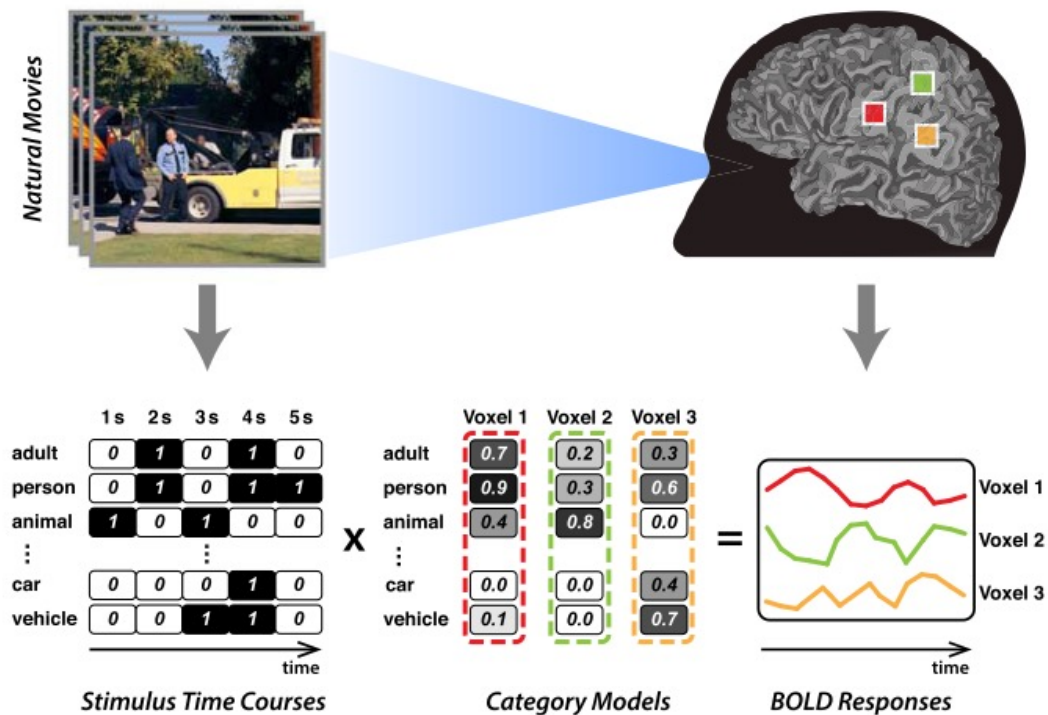 Natural Movies
1 s 2 s 3 s 4 s 5 s
adult 0 1 0 1 0
person 0 1 0 1 1
animal 1 0 1 0 0
⋮ ⋮
car 0 0 0 1 0
vehicle 0 0 1 1 0
time
Stimulus Time Courses
x
Voxel 1 Voxel 2 Voxel 3
adult 0.7 0.2 0.3
person 0.9 0.3 0.6
animal 0.4 0.8 0.0
⋮
car 0.0 0.0 0.4
vehicle 0.1 0.0 0.7
Category Models
=
Voxel 1
Voxel 2
Voxel 3
time
BOLD Responses